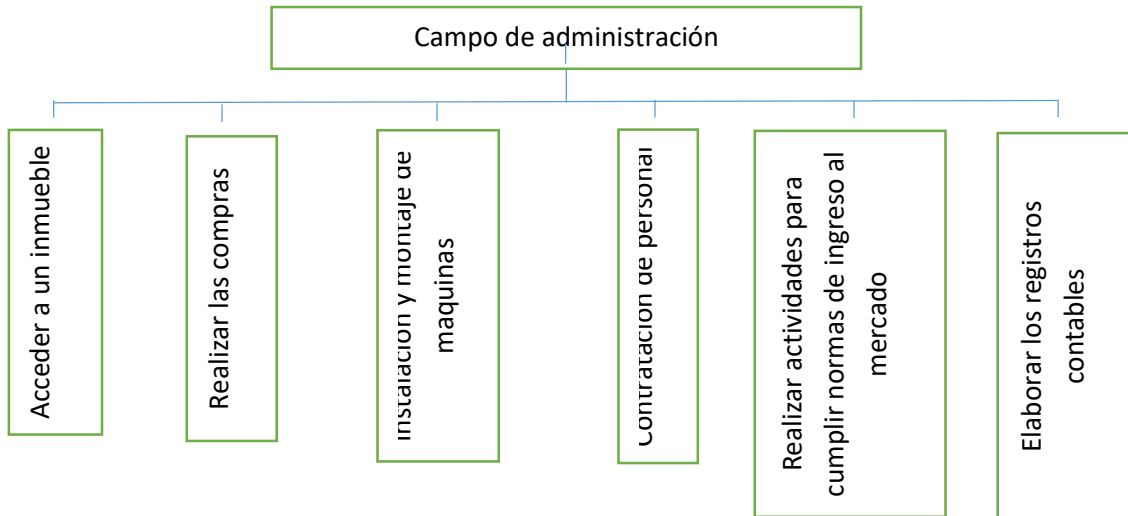 Campo de administración
Acceder a un inmueble
Realizar las compras
Instalación y montaje de
maquinas
Contratación de personal
Realizar actividades para
cumplir normas de ingreso al
mercado
Elaborar los registros
contables